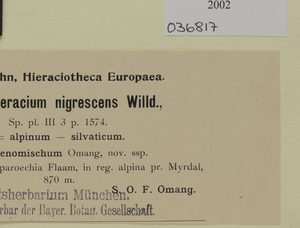 2002
036817
hn, Hieraciotheca Europaea.
eracium nigrescens Willd.,
Sp. pl. III 3 p. 1574.
= alpinum — silvaticum.
enomischum Omang, nov. ssp.
paroechia Flaam, in reg. alpina pr. Myrdal,
870 m.
S. O. F. Omang.
tsherbarium München.
rbar der Bayer. Botan. Gesellschaft.